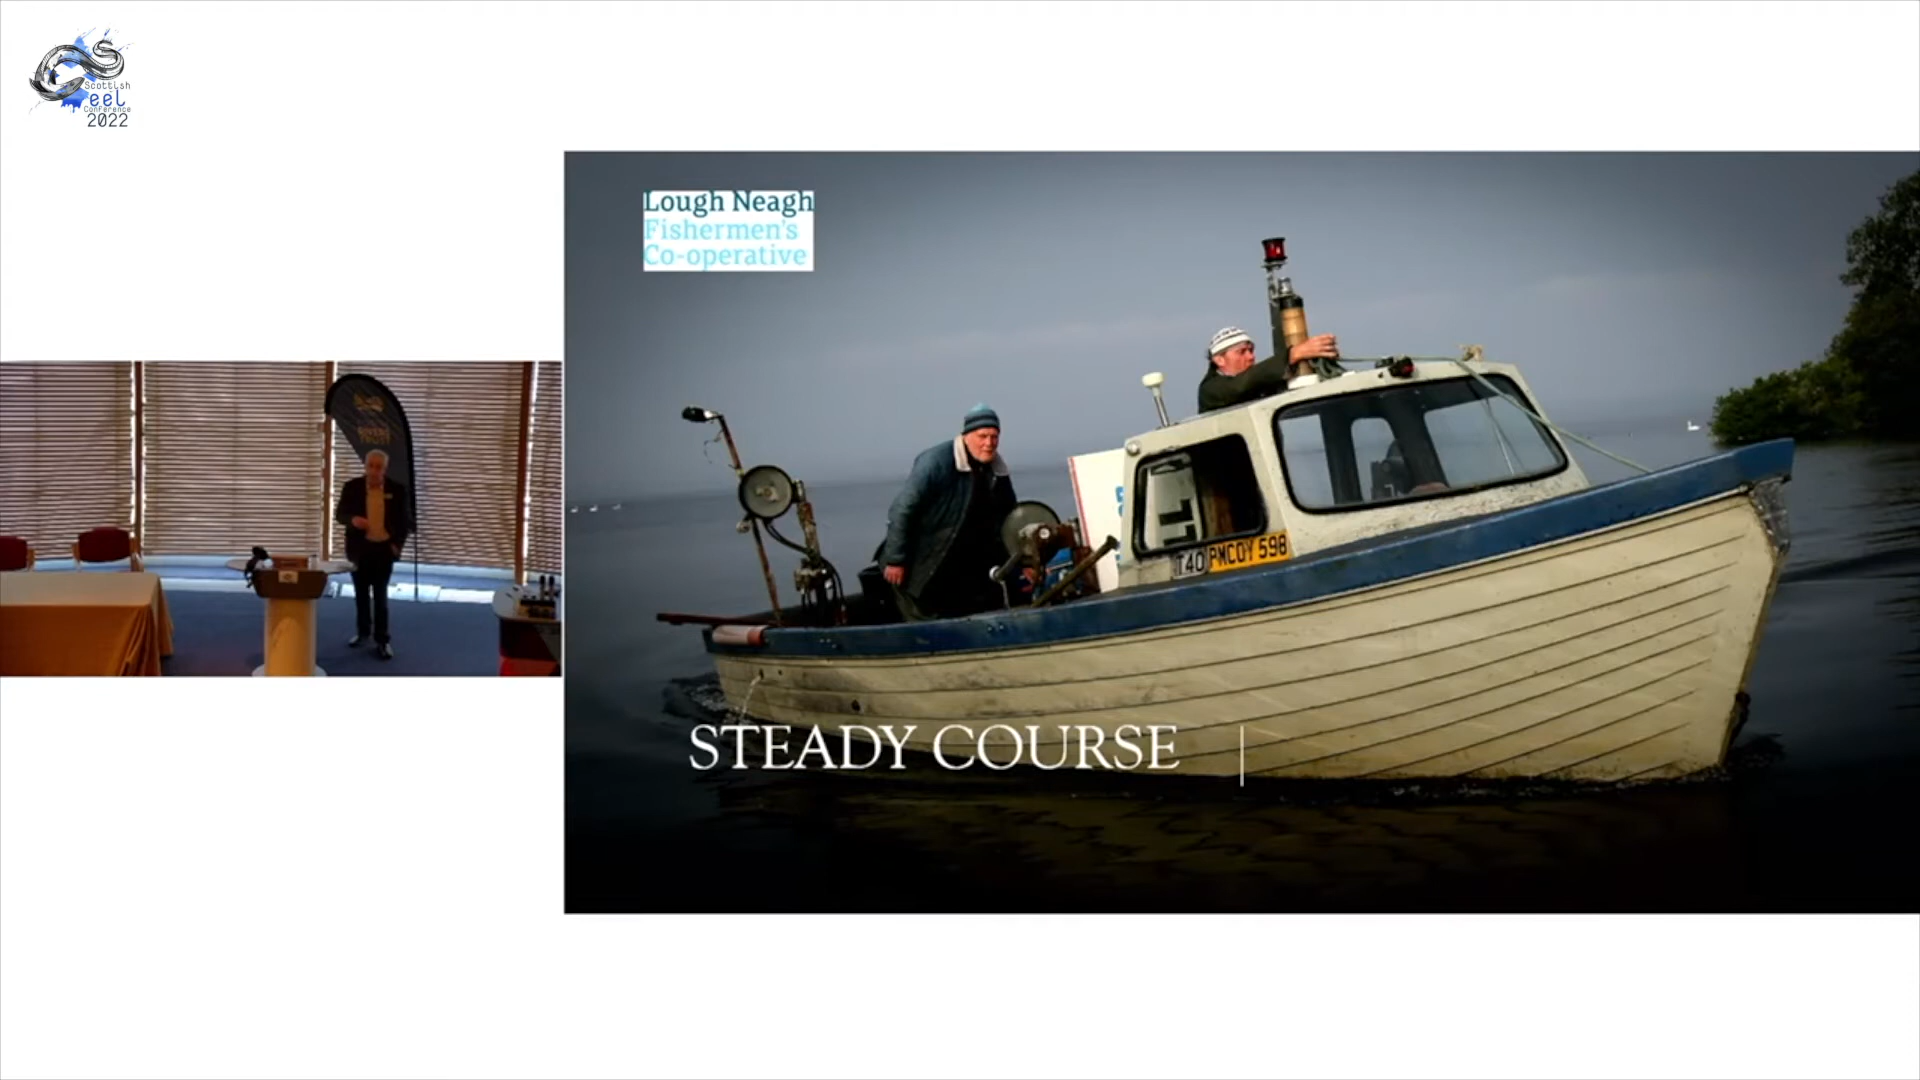 Scottish
eel
Conference
2022
Lough Neagh
Fishermen's
Co-operative
T40
PMCOY 598
STEADY COURSE